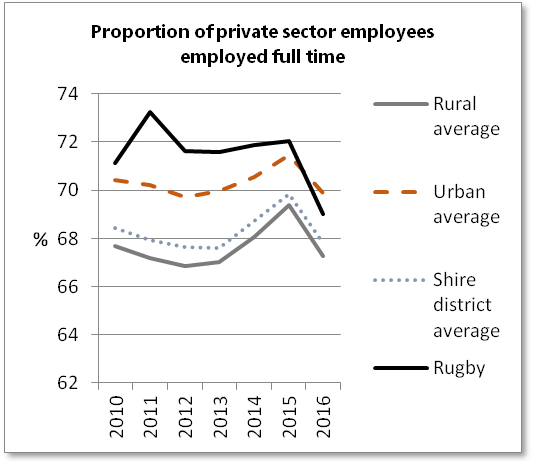 Proportion of private sector employees
employed full time
74
72
70
68
66
64
62
%
2010
2011
2012
2013
2014
2015
2016
Rural
average
Urban
average
Shire
district
average
Rugby